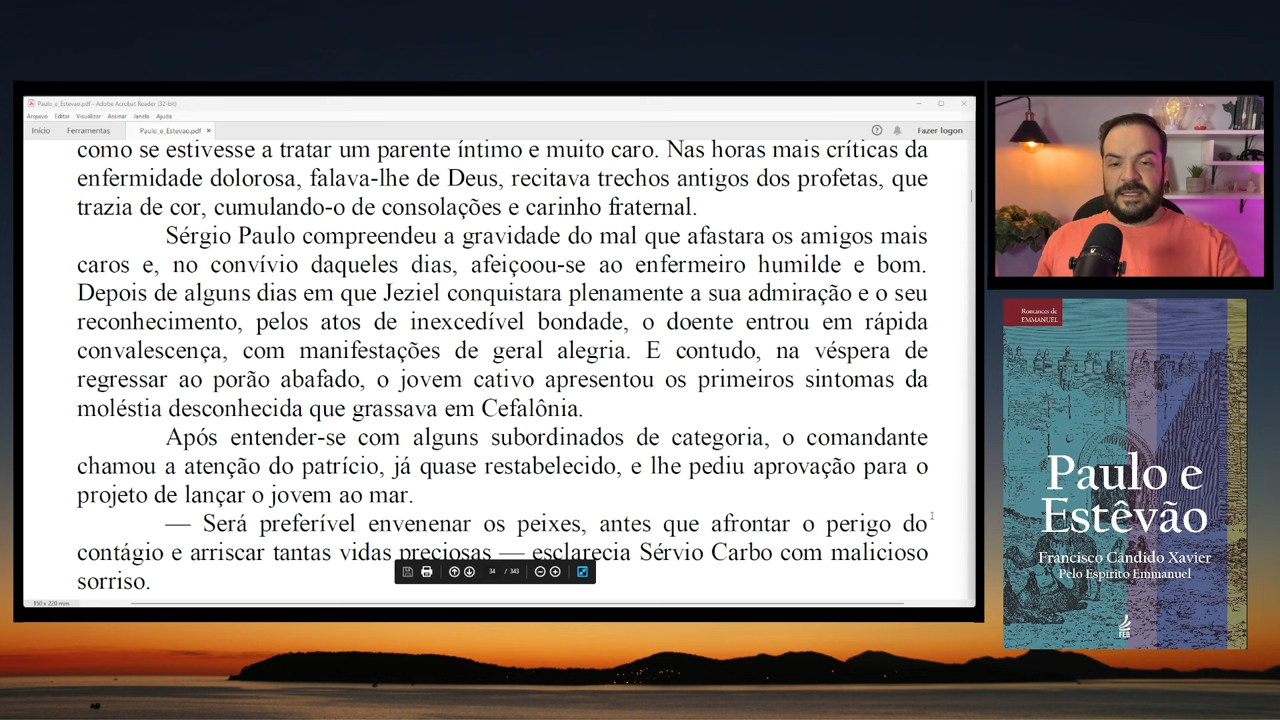 Paulo_e_Estevao.pdf - Adobe Acrobat Reader (32-bit)
Arquivo Editar Visualizar Assinar Janela Ajuda
Início Ferramentas Paulo_e_Estevao.pdf × Fazer logon
como se estivesse a tratar um parente íntimo e muito caro. Nas horas mais críticas da
enfermidade dolorosa, falava-lhe de Deus, recitava trechos antigos dos profetas, que
trazia de cor, cumulando-o de consolações e carinho fraternal.
Sérgio Paulo compreendeu a gravidade do mal que afastara os amigos mais
caros e, no convívio daqueles dias, afeiçoou-se ao enfermeiro humilde e bom.
Depois de alguns dias em que Jeziel conquistara plenamente a sua admiração e o seu
reconhecimento, pelos atos de inexcedível bondade, o doente entrou em rápida
convalescença, com manifestações de geral alegria. E contudo, na véspera de
regressar ao porão abafado, o jovem cativo apresentou os primeiros sintomas da
moléstia desconhecida que grassava em Cefalônia.
Após entender-se com alguns subordinados de categoria, o comandante
chamou a atenção do patrício, já quase restabelecido, e lhe pediu aprovação para o
projeto de lançar o jovem ao mar.
— Será preferível envenenar os peixes, antes que afrontar o perigo do
contágio e arriscar tantas vidas preciosas — esclarecia Sérvio Carbo com malicioso
sorriso.
34 / 343
150 x 220 mm
Romances de
EMMANUEL
Paulo e
Estêvão
Francisco Cândido Xavier
Pelo Espírito Emmanuel
FEB